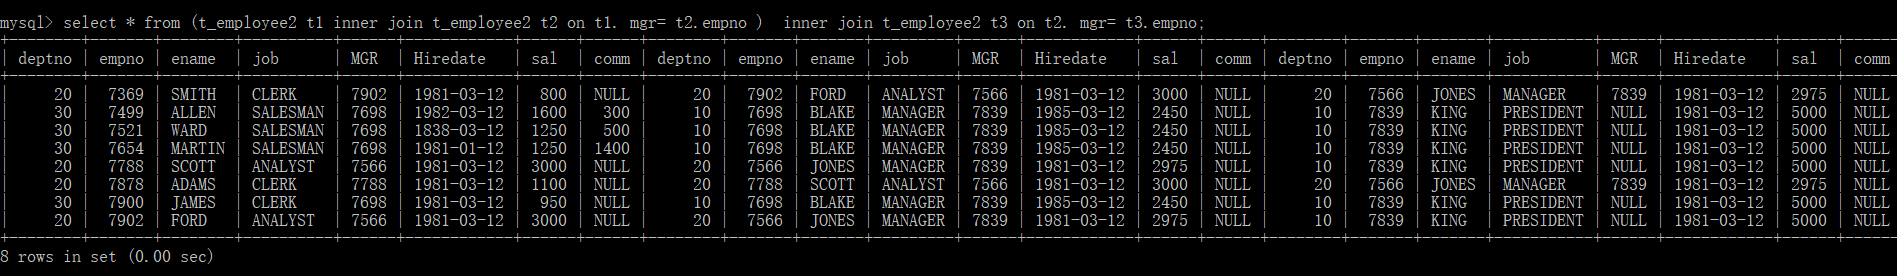 mysql> select * from (t_employee2 t1 inner join t_employee2 t2 on t1. mgr= t2.empno )  inner join t_employee2 t3 on t2. mgr= t3.empno;
| deptno | empno | ename | job | MGR | Hiredate | sal | comm | deptno | empno | ename | job | MGR | Hiredate | sal | comm | deptno | empno | ename | job | MGR | Hiredate | sal | comm
| 20 | 7369 | SMITH | CLERK | 7902 | 1981-03-12 | 800 | NULL | 20 | 7902 | FORD | ANALYST | 7566 | 1981-03-12 | 3000 | NULL | 20 | 7566 | JONES | MANAGER | 7839 | 1981-03-12 | 2975 | NULL
| 30 | 7499 | ALLEN | SALESMAN | 7698 | 1982-03-12 | 1600 | 300 | 10 | 7698 | BLAKE | MANAGER | 7839 | 1985-03-12 | 2450 | NULL | 10 | 7839 | KING | PRESIDENT | NULL | 1981-03-12 | 5000 | NULL
| 30 | 7521 | WARD | SALESMAN | 7698 | 1838-03-12 | 1250 | 500 | 10 | 7698 | BLAKE | MANAGER | 7839 | 1985-03-12 | 2450 | NULL | 10 | 7839 | KING | PRESIDENT | NULL | 1981-03-12 | 5000 | NULL
| 30 | 7654 | MARTIN | SALESMAN | 7698 | 1981-01-12 | 1250 | 1400 | 10 | 7698 | BLAKE | MANAGER | 7839 | 1985-03-12 | 2450 | NULL | 10 | 7839 | KING | PRESIDENT | NULL | 1981-03-12 | 5000 | NULL
| 20 | 7788 | SCOTT | ANALYST | 7566 | 1981-03-12 | 3000 | NULL | 20 | 7566 | JONES | MANAGER | 7839 | 1981-03-12 | 2975 | NULL | 10 | 7839 | KING | PRESIDENT | NULL | 1981-03-12 | 5000 | NULL
| 20 | 7878 | ADAMS | CLERK | 7788 | 1981-03-12 | 1100 | NULL | 20 | 7788 | SCOTT | ANALYST | 7566 | 1981-03-12 | 3000 | NULL | 20 | 7566 | JONES | MANAGER | 7839 | 1981-03-12 | 2975 | NULL
| 30 | 7900 | JAMES | CLERK | 7698 | 1981-03-12 | 950 | NULL | 10 | 7698 | BLAKE | MANAGER | 7839 | 1985-03-12 | 2450 | NULL | 10 | 7839 | KING | PRESIDENT | NULL | 1981-03-12 | 5000 | NULL
| 20 | 7902 | FORD | ANALYST | 7566 | 1981-03-12 | 3000 | NULL | 20 | 7566 | JONES | MANAGER | 7839 | 1981-03-12 | 2975 | NULL | 10 | 7839 | KING | PRESIDENT | NULL | 1981-03-12 | 5000 | NULL
8 rows in set (0.00 sec)